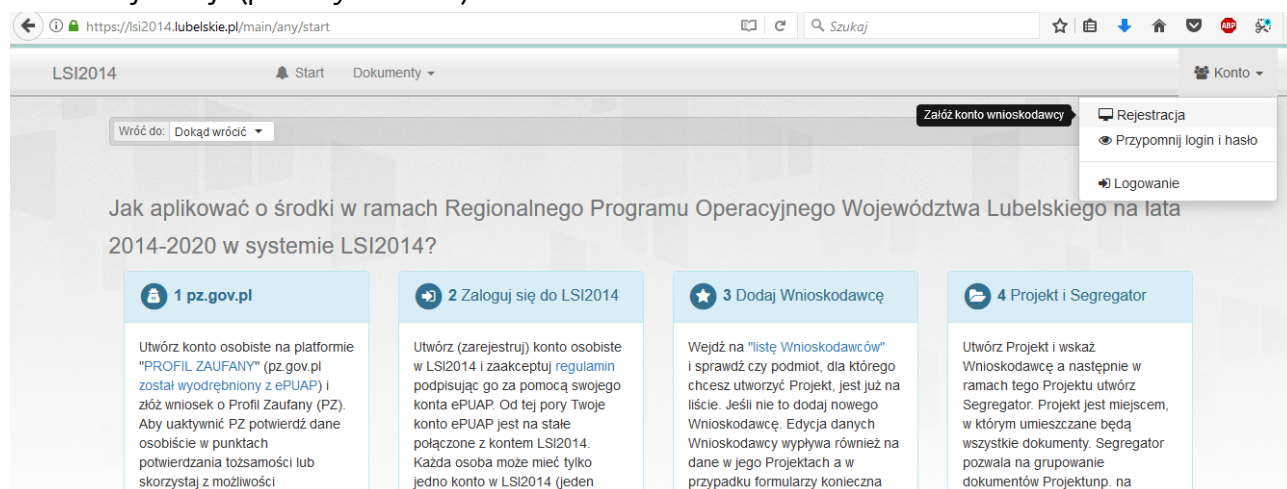 https://lsi2014.lubelskie.pl/main/any/start
Szukaj
ABP
LSI2014
Start
Dokumenty
Konto
Załóż konto wnioskodawcy
Rejestracja
Przypomnij login i hasło
Logowanie
Wróć do:
Dokąd wrócić
Jak aplikować o środki w ramach Regionalnego Programu Operacyjnego Województwa Lubelskiego na lata
2014-2020 w systemie LSI2014?
1 pz.gov.pl
Utwórz konto osobiste na platformie
"PROFIL ZAUFANY" (pz.gov.pl
został wyodrębniony z ePUAP) i
złóż wniosek o Profil Zaufany (PZ).
Aby uaktywnić PZ potwierdź dane
osobiście w punktach
potwierdzania tożsamości lub
skorzystaj z możliwości
2 Zaloguj się do LSI2014
Utwórz (zarejestruj) konto osobiste
w LSI2014 i zaakceptuj regulamin
podpisując go za pomocą swojego
konta ePUAP. Od tej pory Twoje
konto ePUAP jest na stałe
połączone z kontem LSI2014.
Każda osoba może mieć tylko
jedno konto w LSI2014 (jeden
3 Dodaj Wnioskodawcę
Wejdź na "listę Wnioskodawców"
i sprawdź czy podmiot, dla którego
chcesz utworzyć Projekt, jest już na
liście. Jeśli nie to dodaj nowego
Wnioskodawcę. Edycja danych
Wnioskodawcy wypływa również na
dane w jego Projektach a w
przypadku formularzy konieczna
4 Projekt i Segregator
Utwórz Projekt i wskaż
Wnioskodawcę a następnie w
ramach tego Projektu utwórz
Segregator. Projekt jest miejscem,
w którym umieszczane będą
wszystkie dokumenty. Segregator
pozwala na grupowanie
dokumentów Projektunp. na